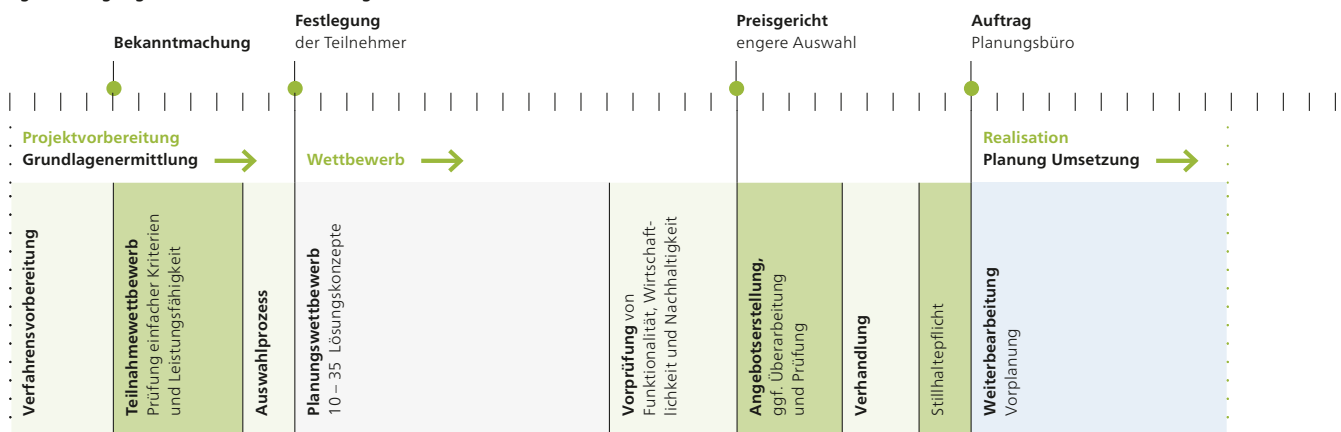 Bekanntmachung
Festlegung
der Teilnehmer
Preisgericht
engere Auswahl
Auftrag
Planungsbüro
Projektvorbereitung
Grundlagenermittlung
Wettbewerb
Realisation
Planung Umsetzung
Verfahrensvorbereitung
Teilnahmewettbewerb
Prüfung einfacher Kriterien
und Leistungsfähigkeit
Auswahlprozess
Planungswettbewerb
10 – 35 Lösungskonzepte
Vorprüfung von
Funktionalität, Wirtschaft-
lichkeit und Nachhaltigkeit
Angebotserstellung,
ggf. Überarbeitung
und Prüfung
Verhandlung
Stillhaltepflicht
Weiterbearbeitung
Vorplanung